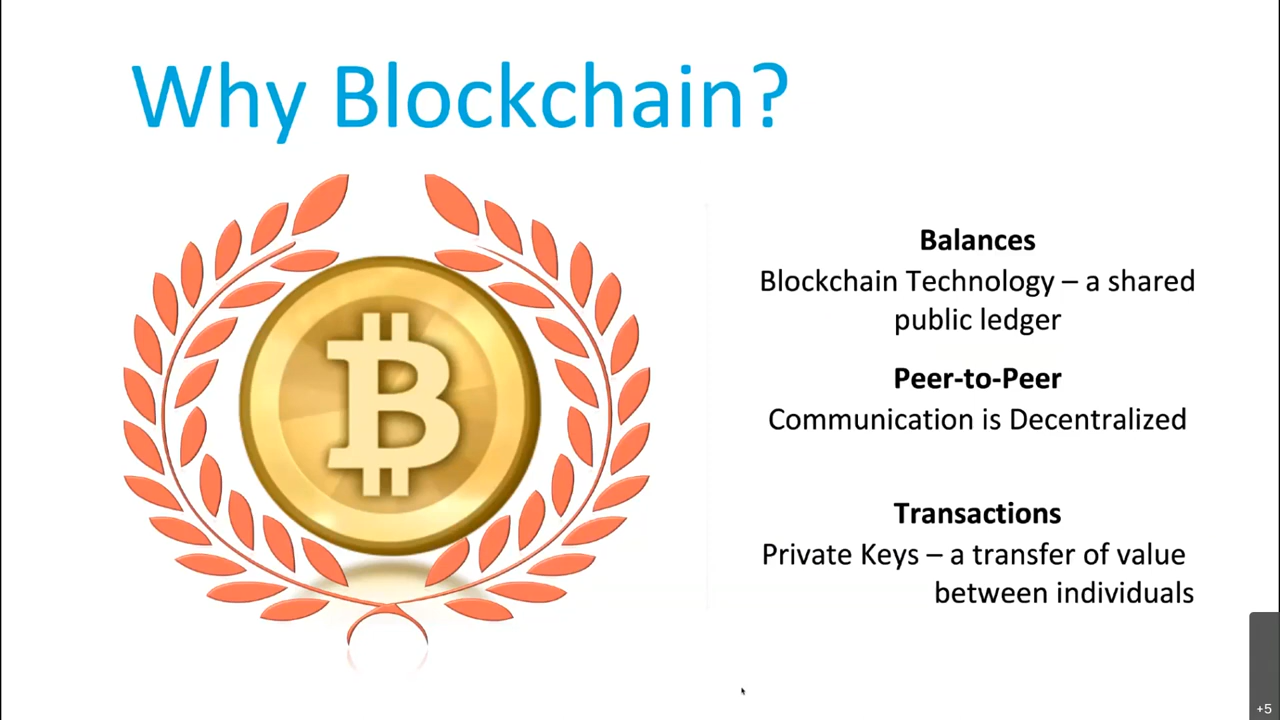 Why Blockchain?
Balances
Blockchain Technology – a shared
public ledger
Peer-to-Peer
Communication is Decentralized
Transactions
Private Keys – a transfer of value
between individuals
+5